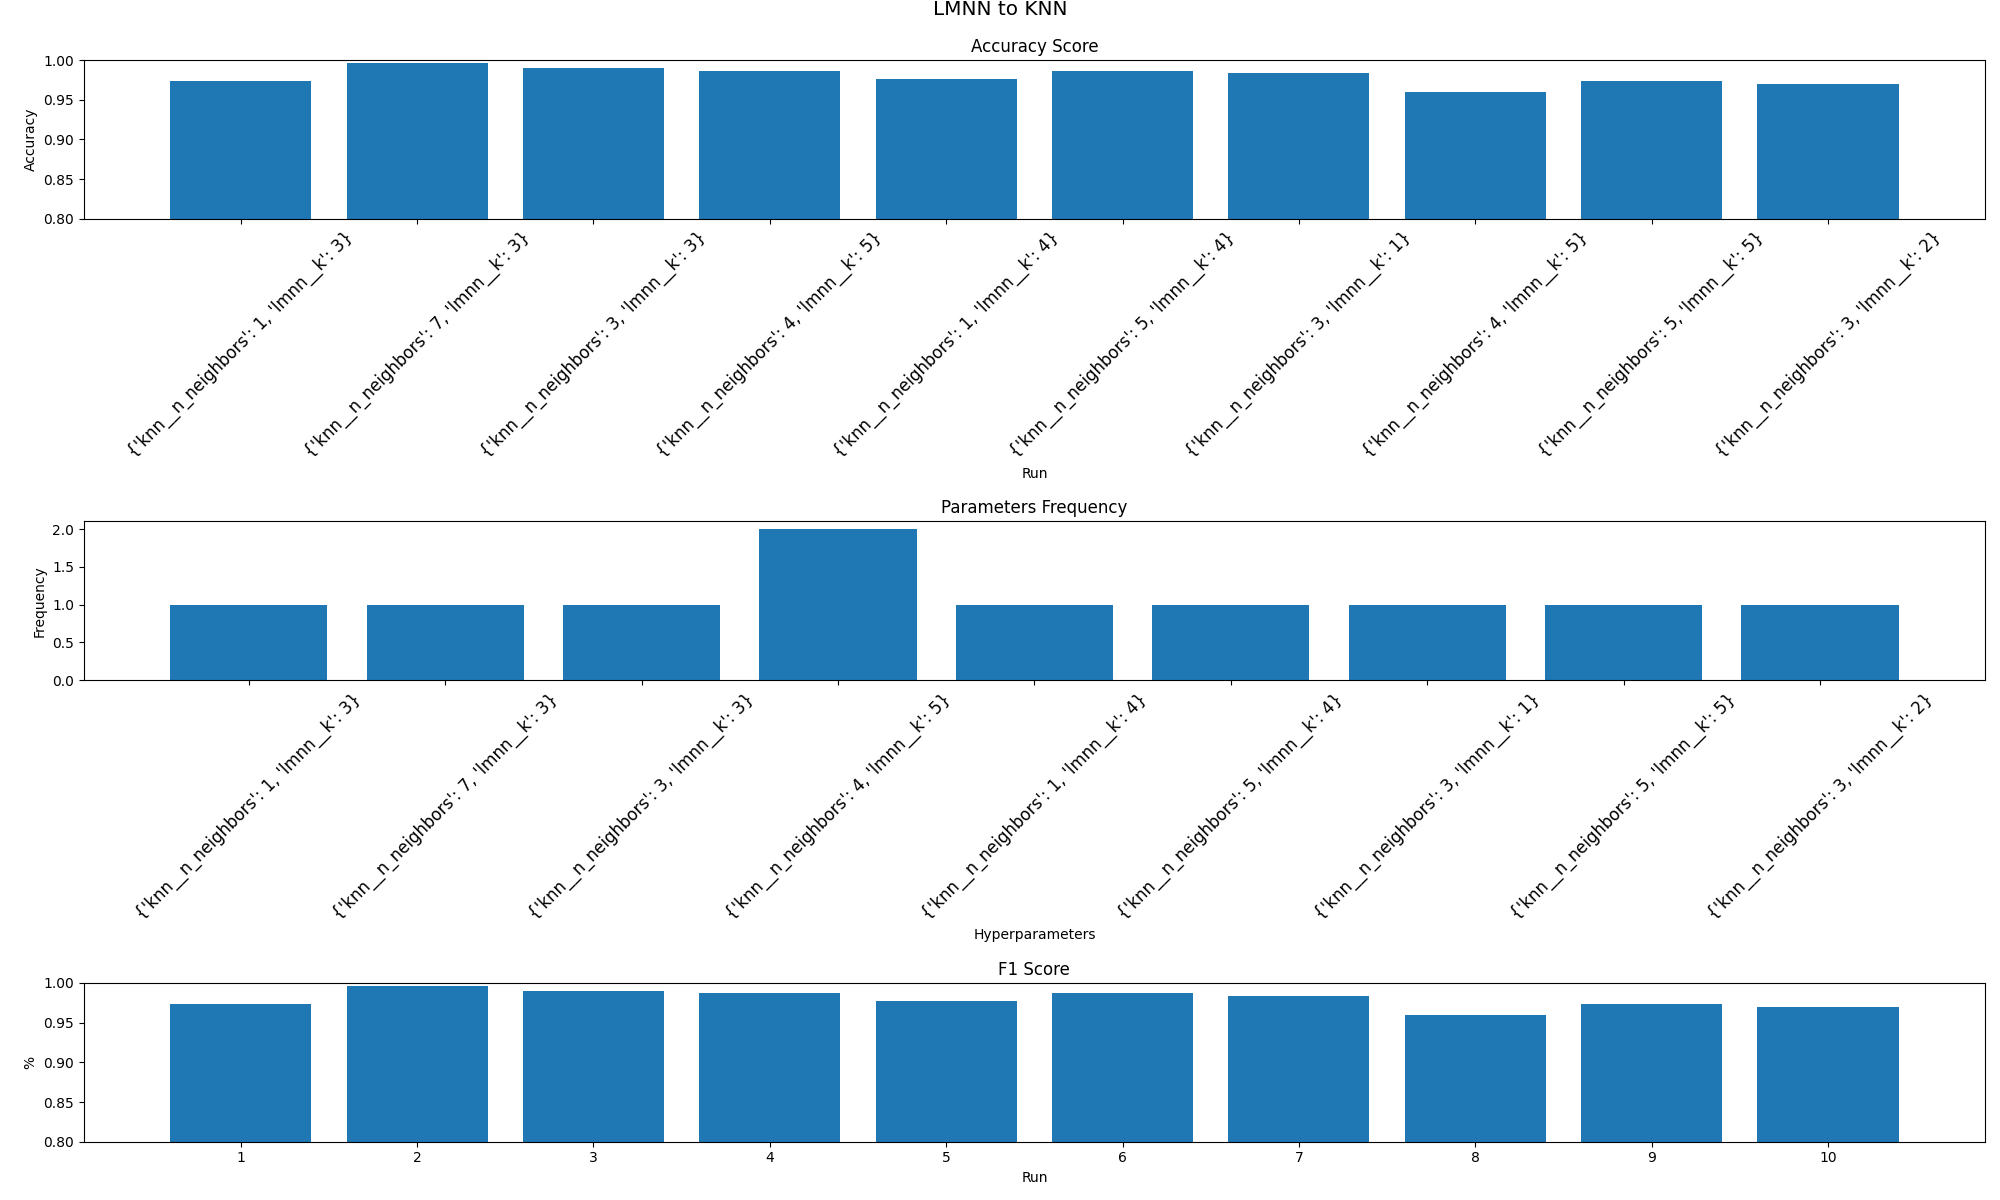 LMNN to KNN
Accuracy Score
Accuracy
1.00
0.95
0.90
0.85
0.80
{'knn__n_neighbors': 1, 'lmnn__k': 3}
{'knn__n_neighbors': 7, 'lmnn__k': 3}
{'knn__n_neighbors': 3, 'lmnn__k': 3}
{'knn__n_neighbors': 4, 'lmnn__k': 5}
{'knn__n_neighbors': 1, 'lmnn__k': 4}
{'knn__n_neighbors': 5, 'lmnn__k': 4}
{'knn__n_neighbors': 3, 'lmnn__k': 1}
{'knn__n_neighbors': 4, 'lmnn__k': 5}
{'knn__n_neighbors': 5, 'lmnn__k': 5}
{'knn__n_neighbors': 3, 'lmnn__k': 2}
Run
Parameters Frequency
Frequency
2.0
1.5
1.0
0.5
0.0
{'knn__n_neighbors': 1, 'lmnn__k': 3}
{'knn__n_neighbors': 7, 'lmnn__k': 3}
{'knn__n_neighbors': 3, 'lmnn__k': 3}
{'knn__n_neighbors': 4, 'lmnn__k': 5}
{'knn__n_neighbors': 1, 'lmnn__k': 4}
{'knn__n_neighbors': 5, 'lmnn__k': 4}
{'knn__n_neighbors': 3, 'lmnn__k': 1}
{'knn__n_neighbors': 5, 'lmnn__k': 5}
{'knn__n_neighbors': 3, 'lmnn__k': 2}
Hyperparameters
F1 Score
%
1.00
0.95
0.90
0.85
0.80
1 2 3 4 5 6 7 8 9 10
Run